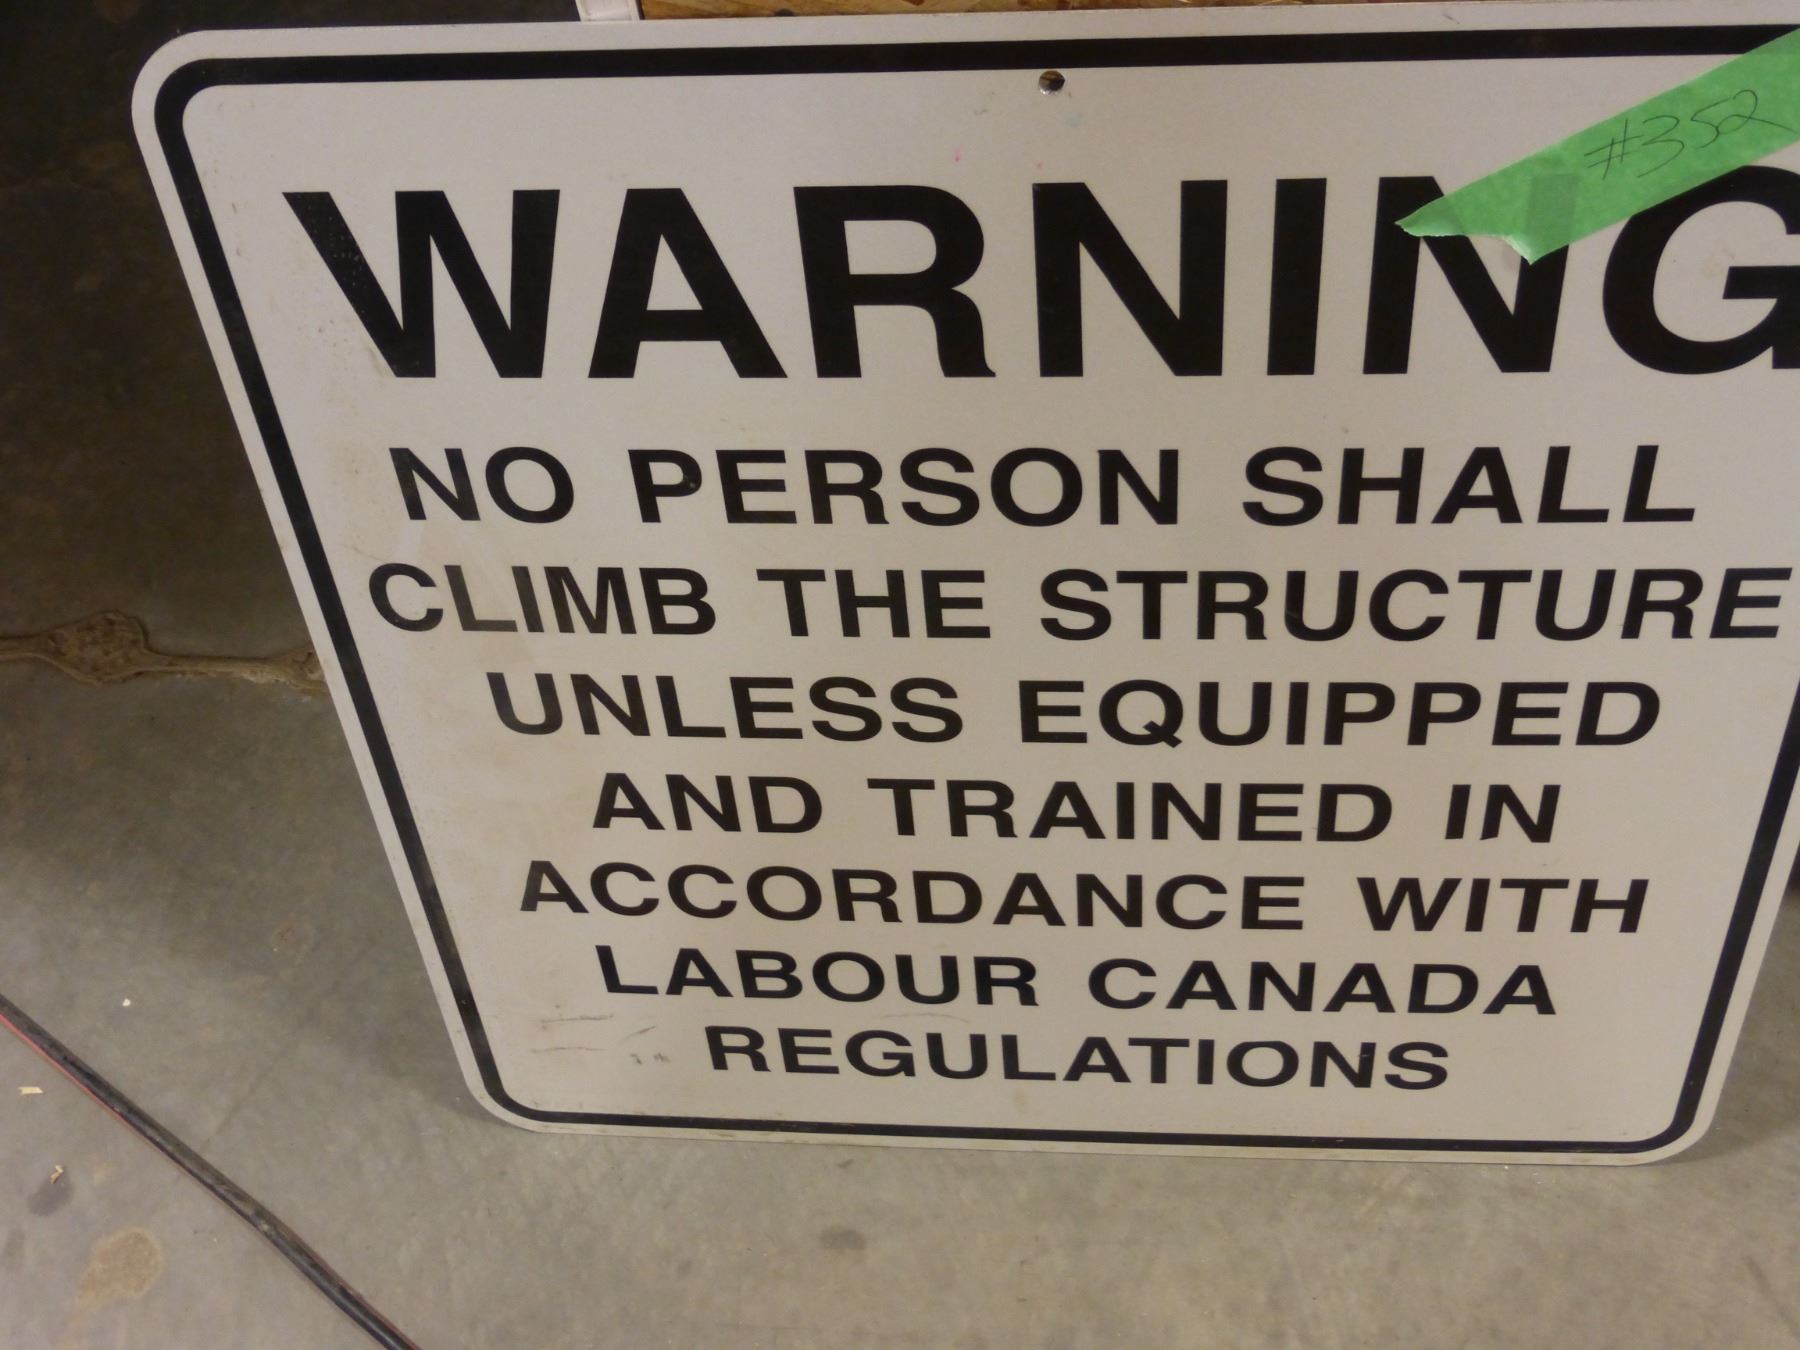 #352
WARNING
NO PERSON SHALL
CLIMB THE STRUCTURE
UNLESS EQUIPPED
AND TRAINED IN
ACCORDANCE WITH
LABOUR CANADA
REGULATIONS